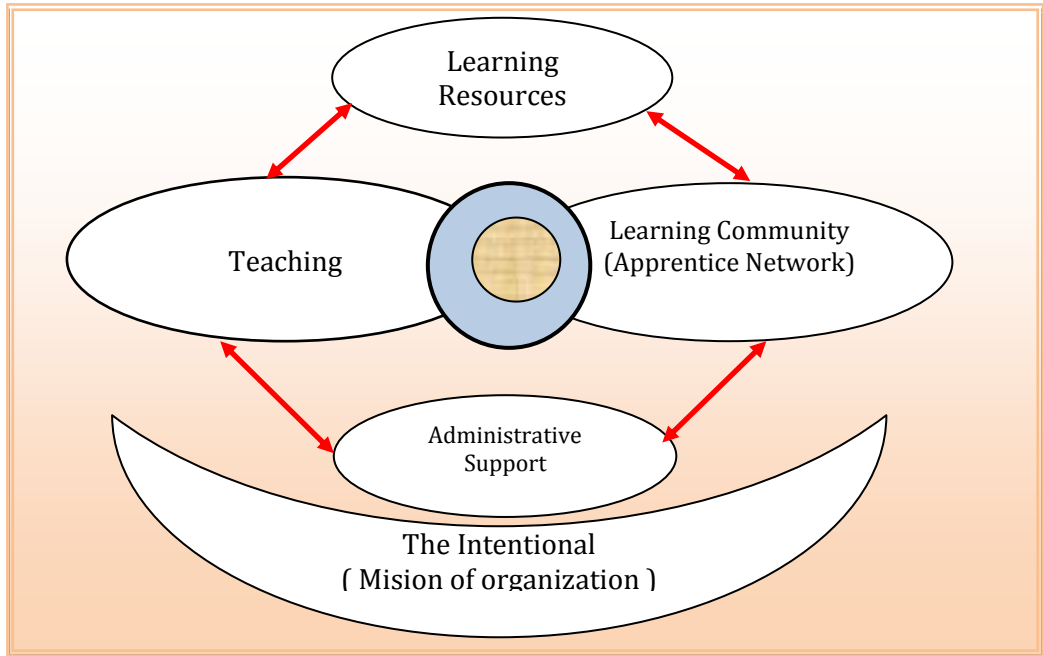 Learning
Resources
Teaching
Learning Community
(Apprentice Network)
Administrative
Support
The Intentional
( Mision of organization )